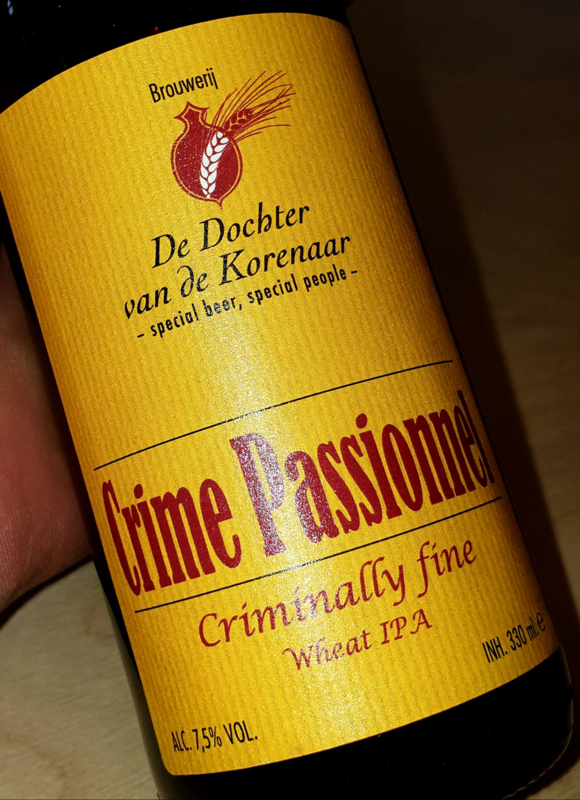 Brouwerij
De Dochter
van de Korenaar
- special beer, special people -
Crime Passionnel
Criminally fine
Wheat IPA
INH. 330 ml. e
ALC. 7,5% VOL.